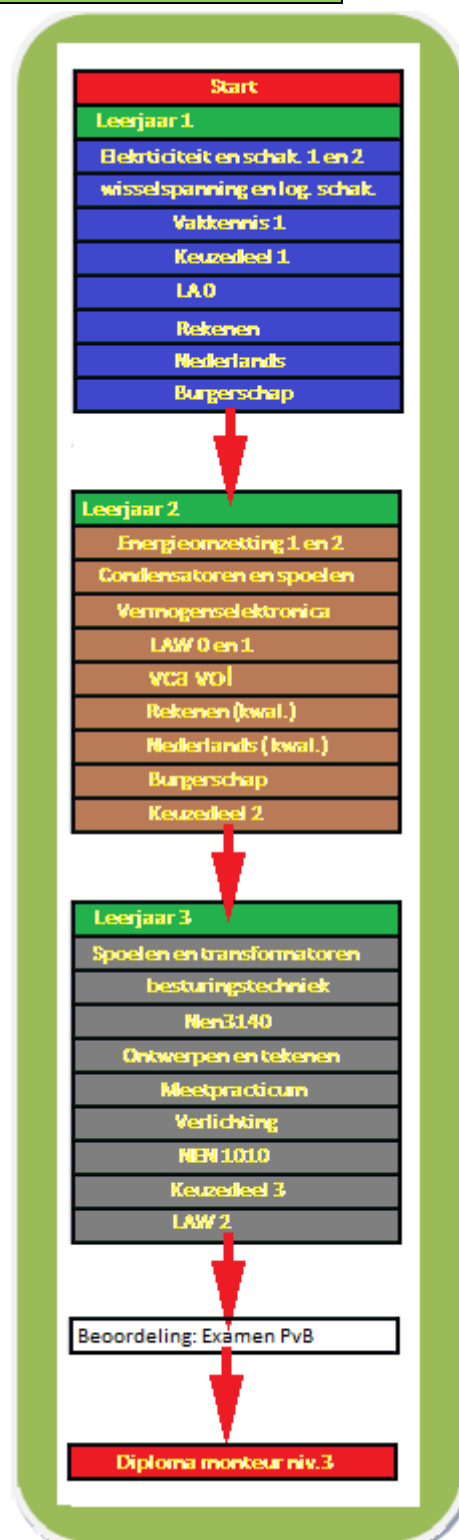 Start
Leerjaar 1
Elekrticiteit en schak. 1 en 2
wisselspanning en log. schak.
Vakkennis 1
Keuzedeel 1
LA 0
Rekenen
Nederlands
Burgerschap
Leerjaar 2
Energieomzetting 1 en 2
Condensatoren en spoelen
Vermogenselektronica
LAW 0 en 1
vca vol
Rekenen (kwal.)
Nederlands ( kwal.)
Burgerschap
Keuzedeel 2
Leerjaar 3
Spoelen en transformatoren
besturingstechniek
Nen3140
Ontwerpen en tekenen
Meetpracticum
Verlichting
NEN 1010
Keuzedeel 3
LAW 2
Beoordeling: Examen PvB
Diploma monteur niv.3